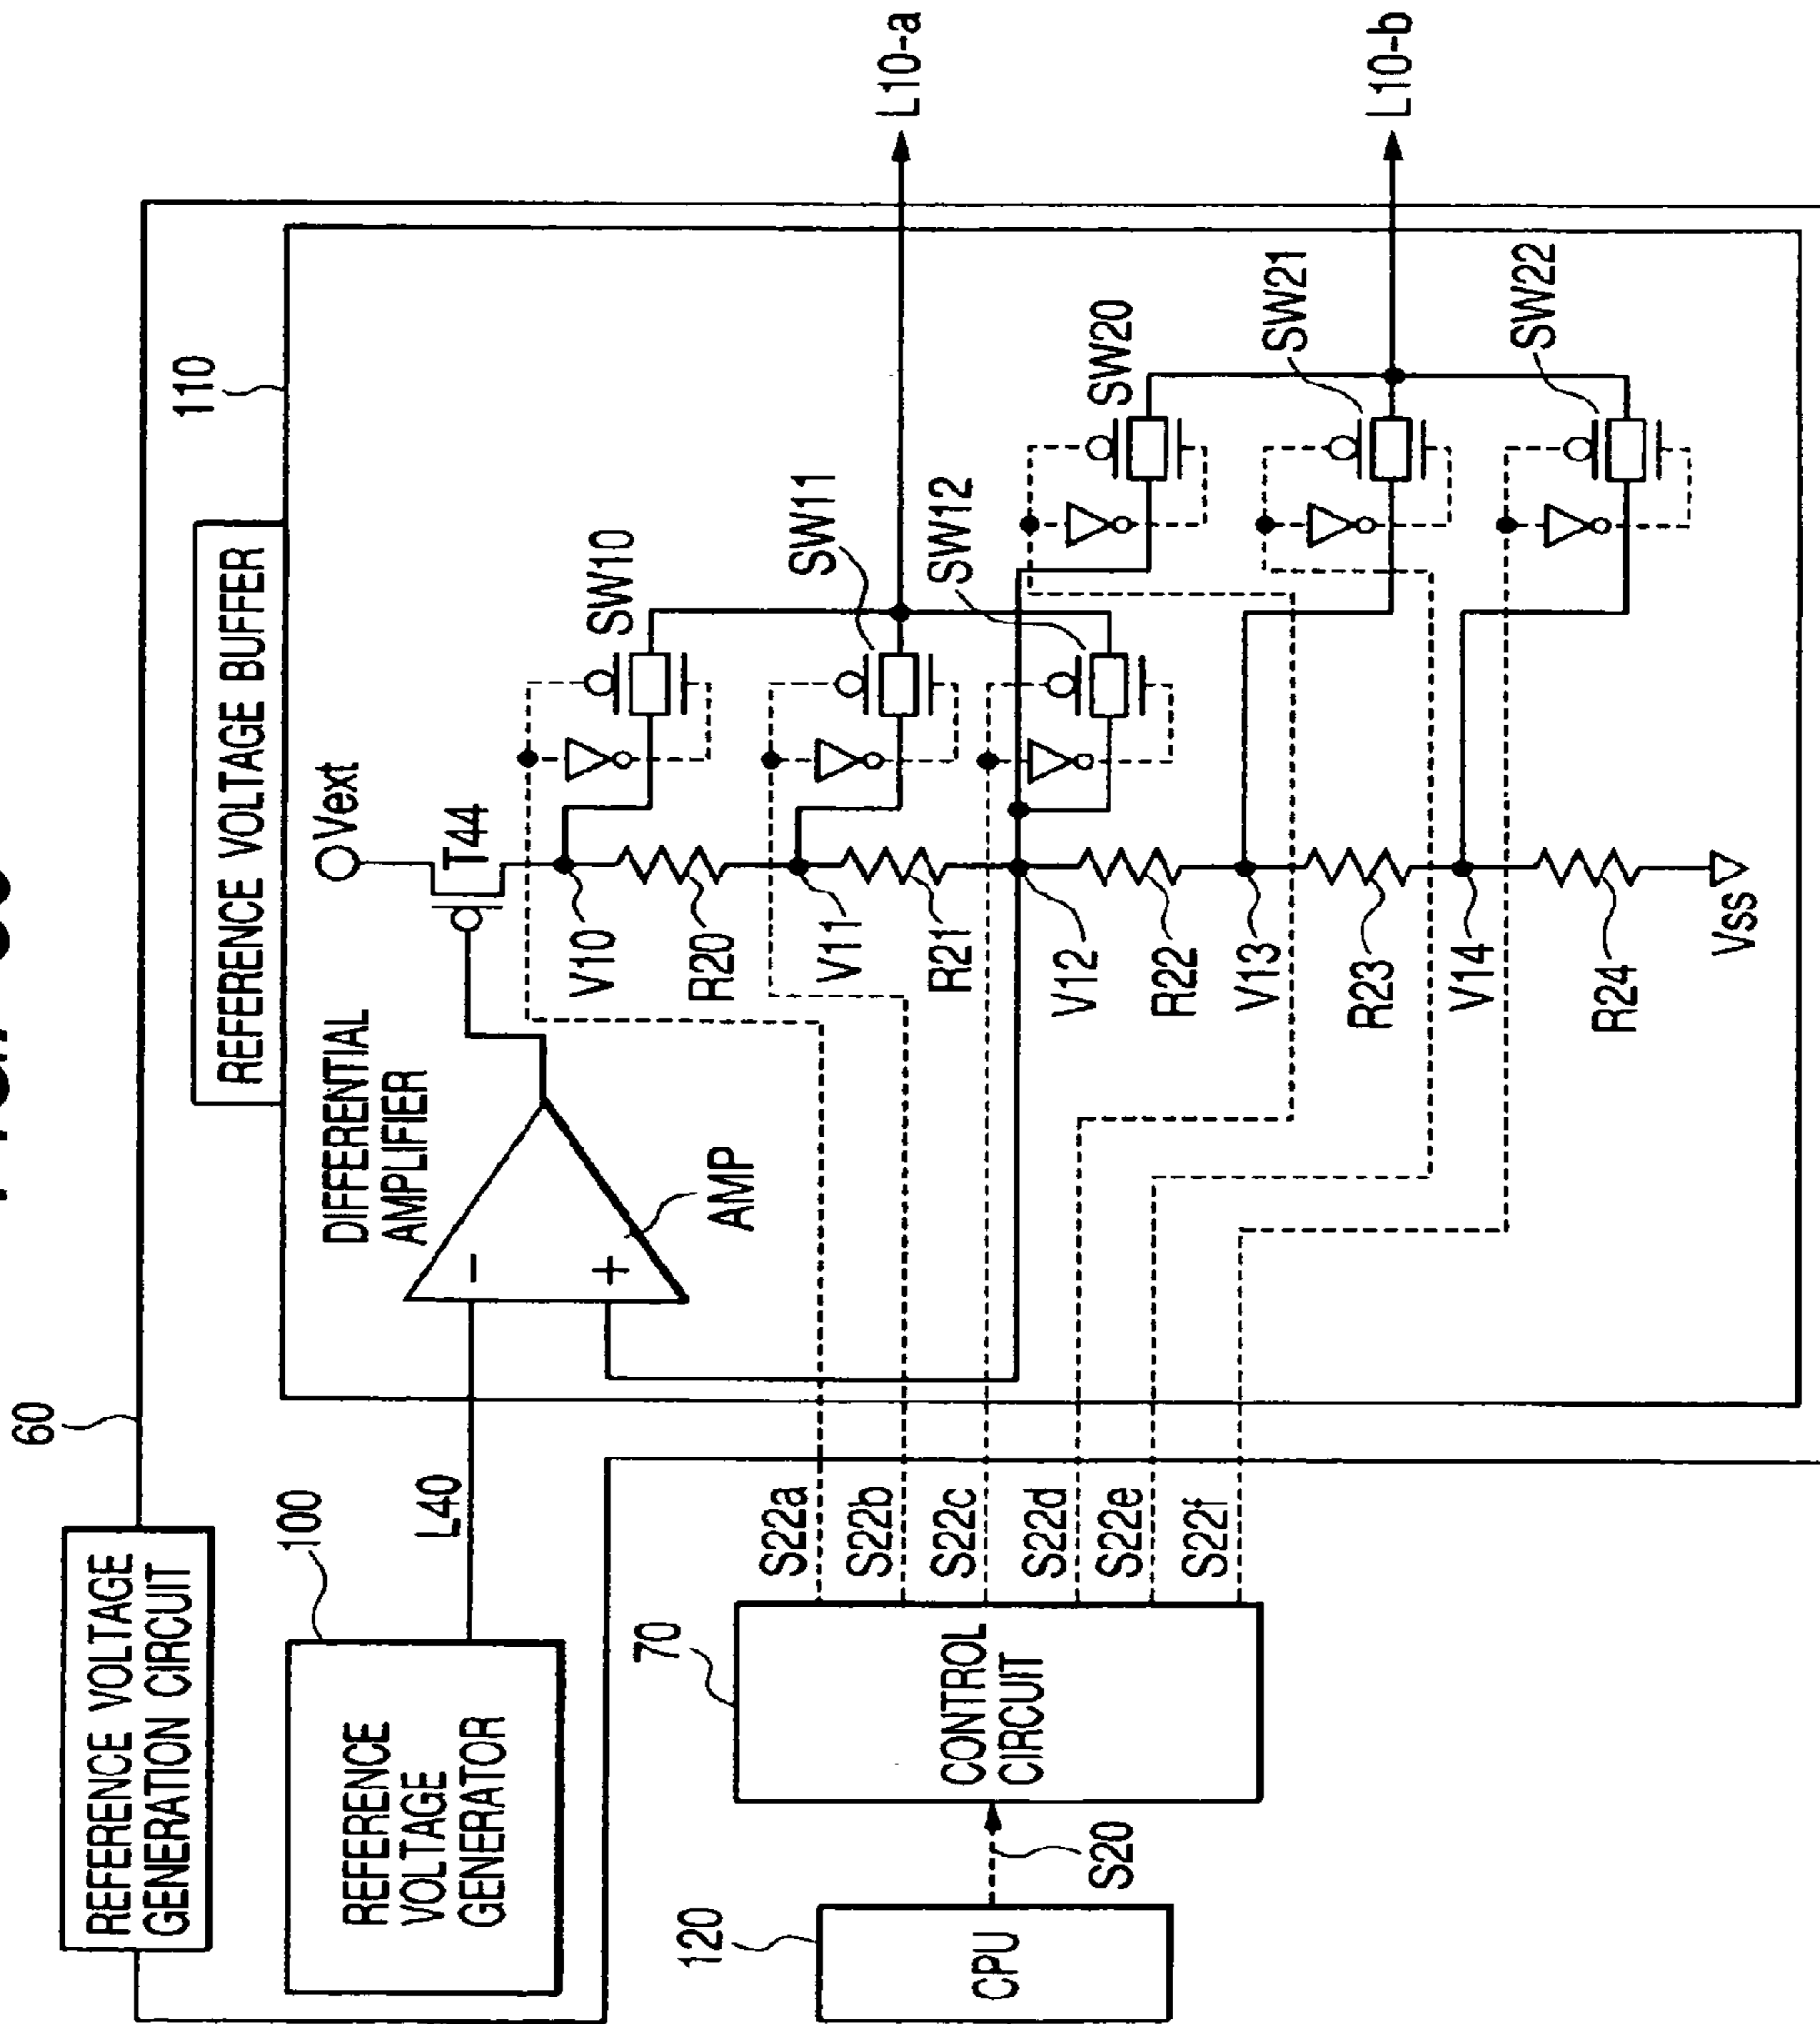 60
REFERENCE VOLTAGE
GENERATION CIRCUIT
100
REFERENCE
VOLTAGE
GENERATOR
L40
110
REFERENCE VOLTAGE BUFFER
DIFFERENTIAL
AMPLIFIER
−
+
AMP
Vext
T44
V10
R20
V11
R21
V12
R22
V13
R23
V14
R24
Vss
SW10
SW11
SW12
SW20
SW21
SW22
L10-a
L10-b
120
CPU
S20
70
CONTROL
CIRCUIT
S22a
S22b
S22c
S22d
S22e
S22f